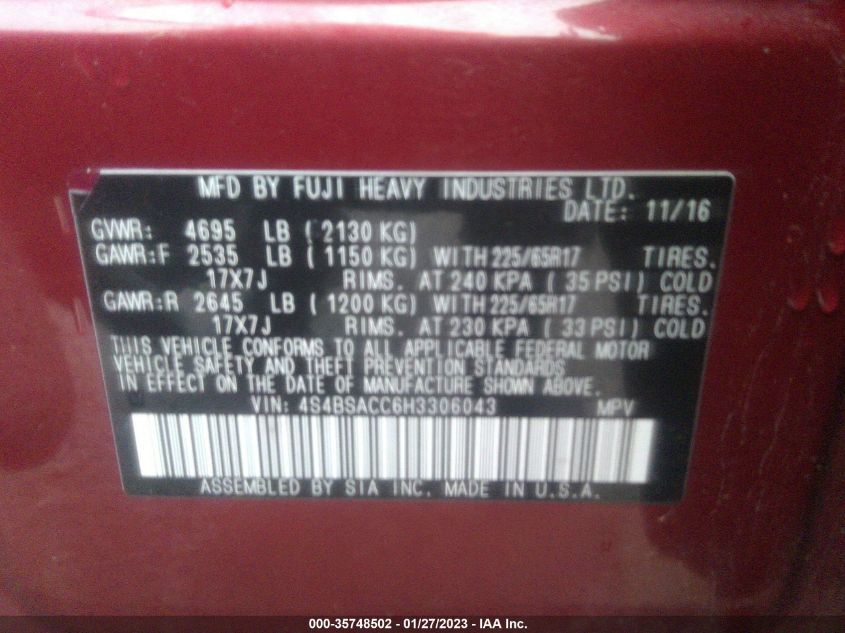 MFD BY FUJI HEAVY INDUSTRIES LTD.
DATE: 11/16
GVWR: 4695 LB ( 2130 KG)
GAWR:F 2535 LB ( 1150 KG) WITH 225/65R17 TIRES.
17X7J RIMS. AT 240 KPA ( 35 PSI) COLD
GAWR:R 2645 LB ( 1200 KG) WITH 225/65R17 TIRES.
17X7J RIMS. AT 230 KPA ( 33 PSI) COLD
THIS VEHICLE CONFORMS TO ALL APPLICABLE FEDERAL MOTOR
VEHICLE SAFETY AND THEFT PREVENTION STANDARDS
IN EFFECT ON THE DATE OF MANUFACTURE SHOWN ABOVE.
VIN: 4S4BSACC6H3306043 MPV
ASSEMBLED BY SIA INC. MADE IN U.S.A.
000-35748502 - 01/27/2023 - IAA Inc.